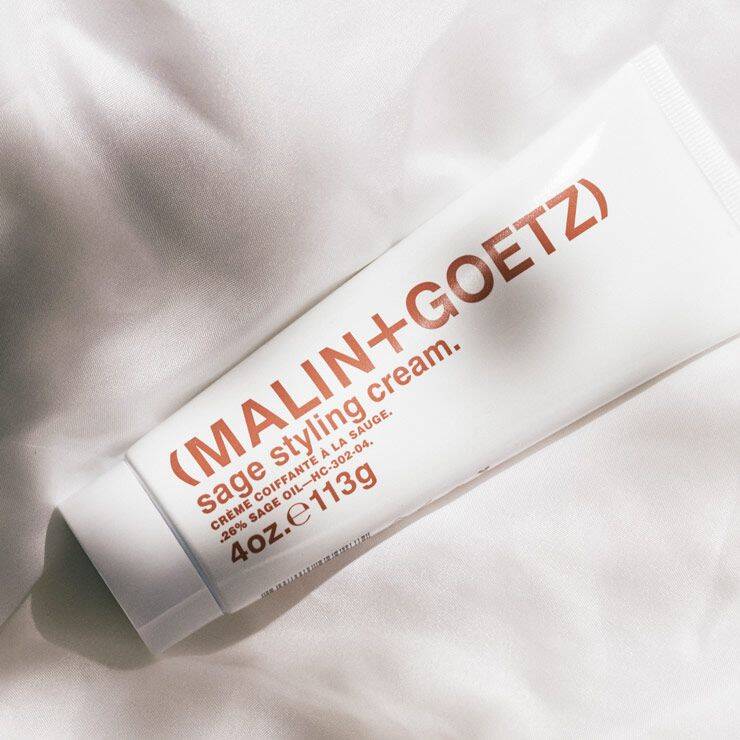 (MALIN+GOETZ)
sage styling cream.
CRÈME COIFFANTE À LA SAUGE.
.26% SAGE OIL—HC-302-04.
4oz.℮113g